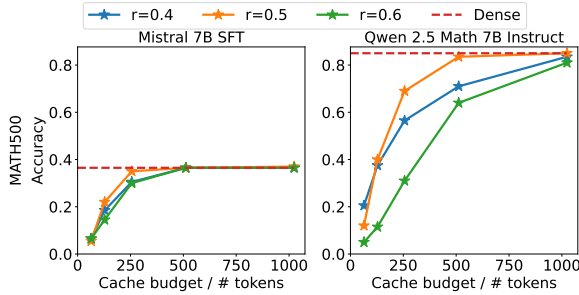 r=0.4 r=0.5 r=0.6 Dense
Mistral 7B SFT
Qwen 2.5 Math 7B Instruct
MATH500
Accuracy
0.8
0.6
0.4
0.2
0.0
0 250 500 750 1000
Cache budget / # tokens
0.8
0.6
0.4
0.2
0.0
0 250 500 750 1000
Cache budget / # tokens